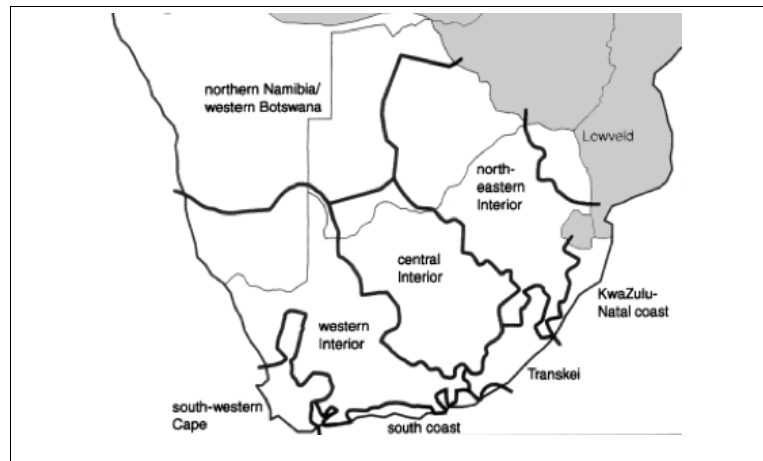 northern Namibia/
western Botswana
Lowveld
north-
eastern
Interior
central
Interior
KwaZulu-
Natal coast
western
Interior
Transkei
south-western
Cape
south coast